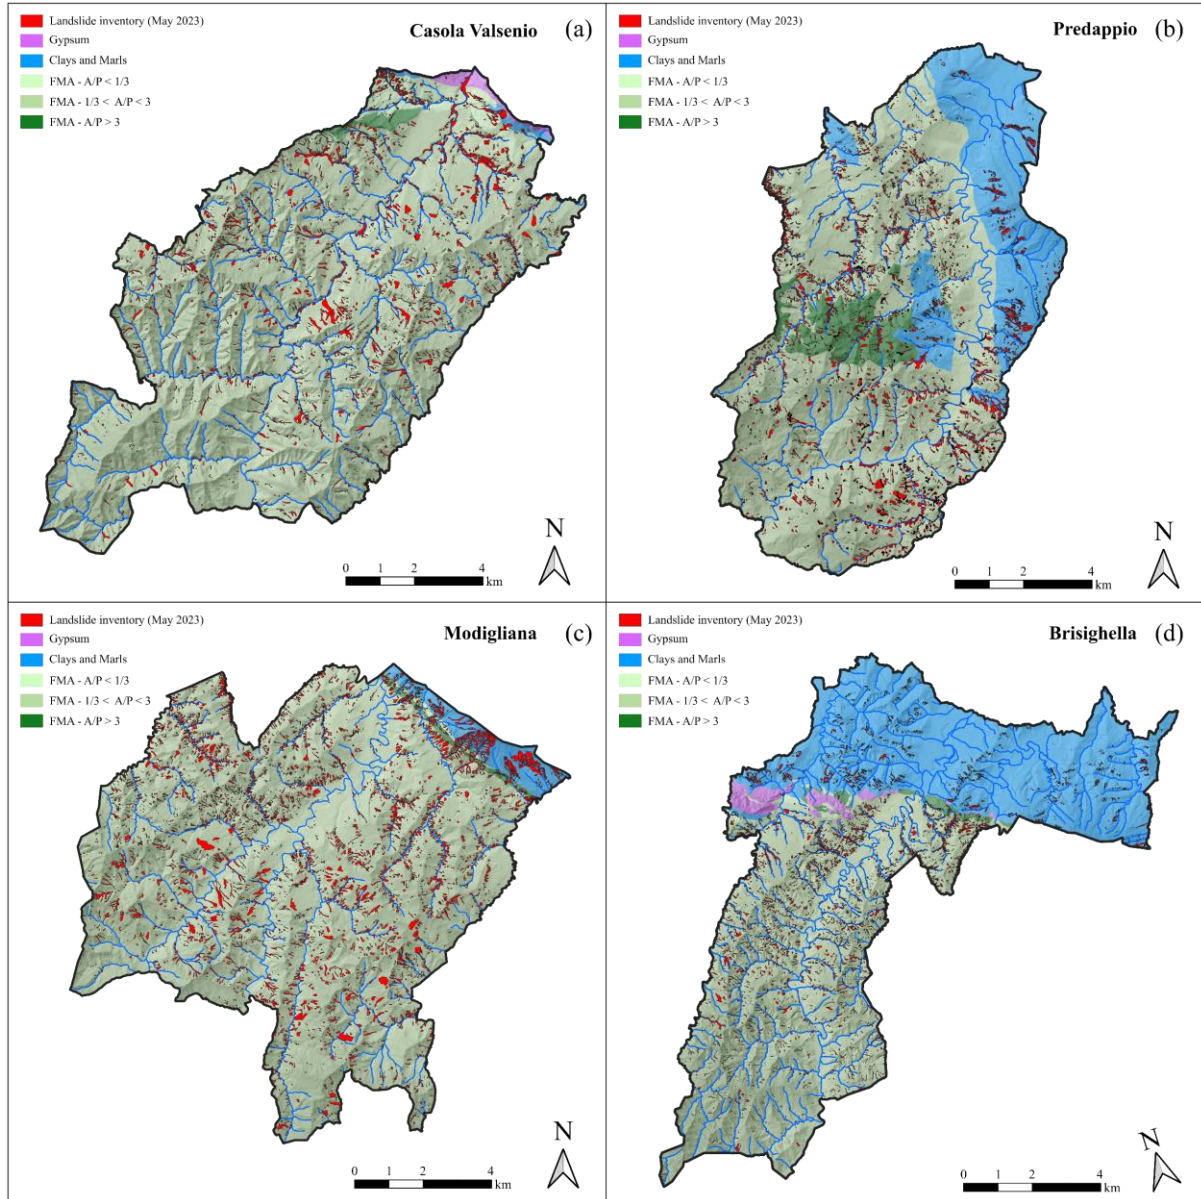 Landslide inventory (May 2023)
Gypsum
Clays and Marls
FMA - A/P < 1/3
FMA - 1/3 < A/P < 3
FMA - A/P > 3
Casola Valsenio (a)
N
0 1 2 4
km
Landslide inventory (May 2023)
Gypsum
Clays and Marls
FMA - A/P < 1/3
FMA - 1/3 < A/P < 3
FMA - A/P > 3
Predappio (b)
N
0 1 2 4
km
Landslide inventory (May 2023)
Gypsum
Clays and Marls
FMA - A/P < 1/3
FMA - 1/3 < A/P < 3
FMA - A/P > 3
Modigliana (c)
N
0 1 2 4
km
Landslide inventory (May 2023)
Gypsum
Clays and Marls
FMA - A/P < 1/3
FMA - 1/3 < A/P < 3
FMA - A/P > 3
Brisighella (d)
N
0 1 2 4
km